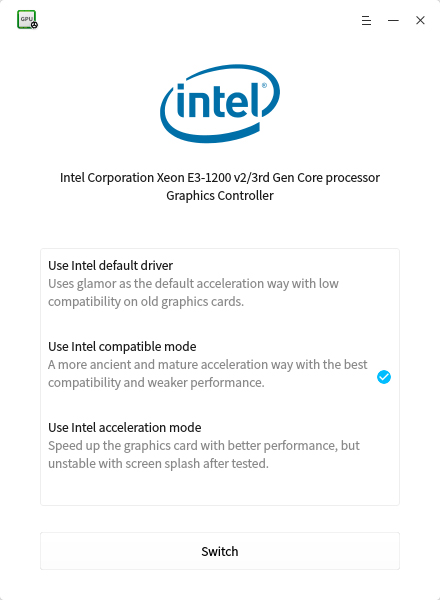 GPU
intel®
Intel Corporation Xeon E3-1200 v2/3rd Gen Core processor
Graphics Controller
Use Intel default driver
Uses glamor as the default acceleration way with low
compatibility on old graphics cards.
Use Intel compatible mode
A more ancient and mature acceleration way with the best
compatibility and weaker performance.
Use Intel acceleration mode
Speed up the graphics card with better performance, but
unstable with screen splash after tested.
Switch